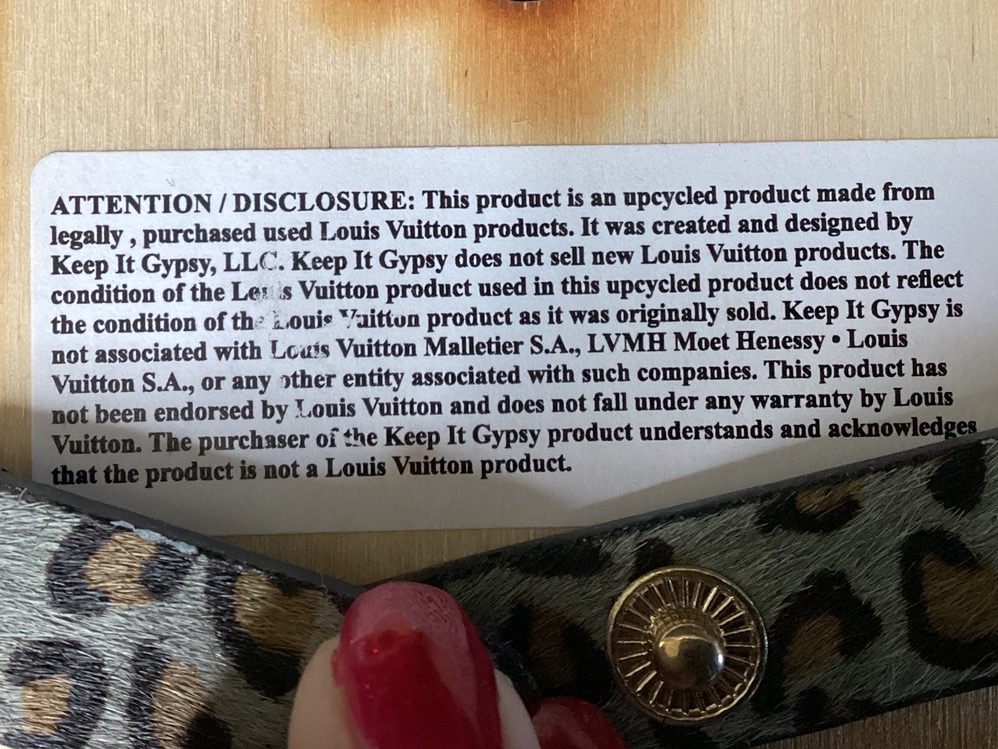 ATTENTION / DISCLOSURE: This product is an upcycled product made from
legally , purchased used Louis Vuitton products. It was created and designed by
Keep It Gypsy, LLC. Keep It Gypsy does not sell new Louis Vuitton products. The
condition of the Louis Vuitton product used in this upcycled product does not reflect
the condition of the Louis Vuitton product as it was originally sold. Keep It Gypsy is
not associated with Louis Vuitton Malletier S.A., LVMH Moet Henessy • Louis
Vuitton S.A., or any other entity associated with such companies. This product has
not been endorsed by Louis Vuitton and does not fall under any warranty by Louis
Vuitton. The purchaser of the Keep It Gypsy product understands and acknowledges
that the product is not a Louis Vuitton product.